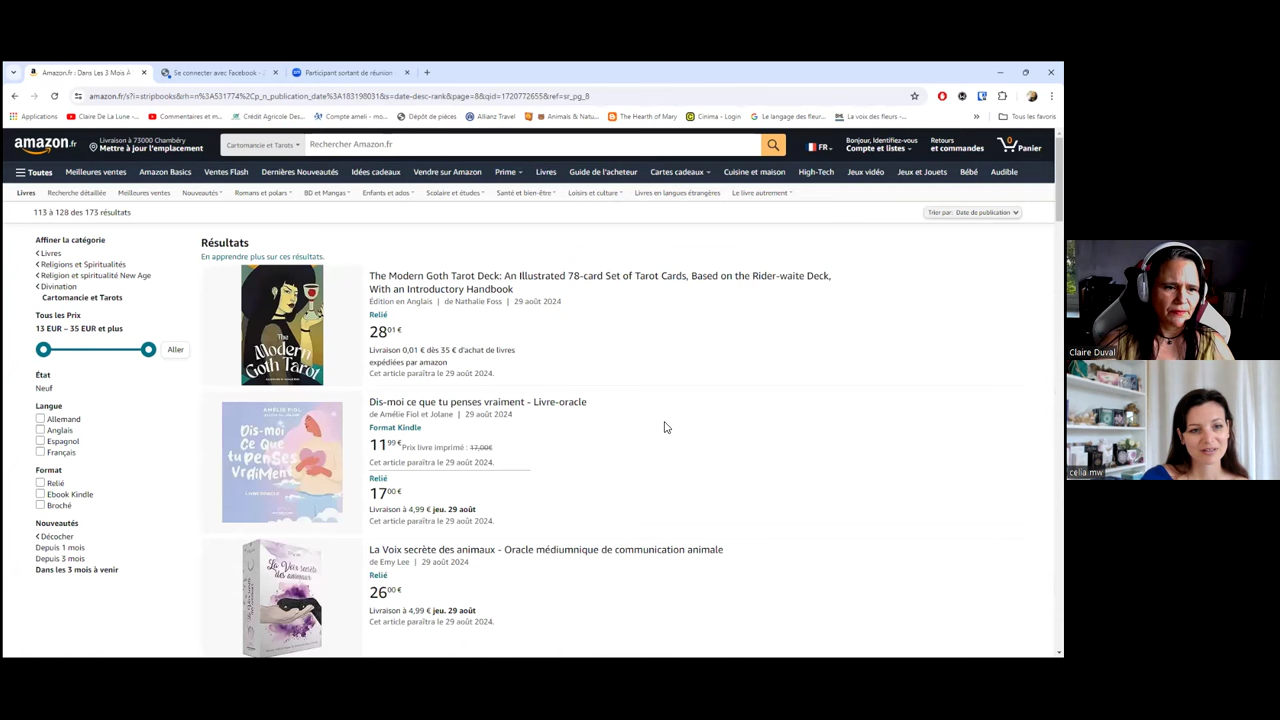 Amazon.fr : Dans Les 3 Mois À
Se connecter avec Facebook -
Participant sortant de réunion
amazon.fr/s?i=stripbooks&rh=n%3A531774%2Cp_n_publication_date%3A183198031&s=date-desc-rank&page=8&qid=1720772655&ref=sr_pg_8
Applications
Claire De La Lune -...
Commentaires et m...
Crédit Agricole Des...
Compte ameli - mo...
Dépôt de pièces
Allianz Travel
Animals & Natu...
The Hearth of Mary
Cinima - Login
Le langage des fleur...
La voix des fleurs -...
Tous les favoris
amazon.fr
Livraison à 73000 Chambéry
Mettre à jour l'emplacement
Cartomancie et Tarots
Rechercher Amazon.fr
FR
Bonjour, Identifiez-vous
Compte et listes
Retours
et commandes
0
Panier
Toutes
Meilleures ventes
Amazon Basics
Ventes Flash
Dernières Nouveautés
Idées cadeaux
Vendre sur Amazon
Prime
Livres
Guide de l'acheteur
Cartes cadeaux
Cuisine et maison
High-Tech
Jeux vidéo
Jeux et Jouets
Bébé
Audible
Livres
Recherche détaillée
Meilleures ventes
Nouveautés
Romans et polars
BD et Mangas
Enfants et ados
Scolaire et études
Santé et bien-être
Loisirs et culture
Livres en langues étrangères
Le livre autrement
113 à 128 des 173 résultats
Trier par: Date de publication
Affiner la catégorie
Livres
Religions et Spiritualités
Religion et spiritualité New Age
Divination
Cartomancie et Tarots
Tous les Prix
13 EUR – 35 EUR et plus
Aller
État
Neuf
Langue
Allemand
Anglais
Espagnol
Français
Format
Relié
Ebook Kindle
Broché
Nouveautés
Décocher
Depuis 1 mois
Depuis 3 mois
Dans les 3 mois à venir
Résultats
En apprendre plus sur ces résultats.
The
Modern
Goth Tarot
The Modern Goth Tarot Deck: An Illustrated 78-card Set of Tarot Cards, Based on the Rider-waite Deck,
With an Introductory Handbook
Édition en Anglais | de Nathalie Foss | 29 août 2024
Relié
28,01 €
Livraison 0,01 € dès 35 € d'achat de livres
expédiées par amazon
Cet article paraîtra le 29 août 2024.
AMÉLIE FIOL
DIS-MOI
CE QUE
TU PENSES
VRAIMENT
Dis-moi ce que tu penses vraiment - Livre-oracle
de Amélie Fiol et Jolane | 29 août 2024
Format Kindle
11,99 € Prix livre imprimé : 17,00€
Cet article paraîtra le 29 août 2024.
Relié
17,00 €
Livraison à 4,99 € jeu. 29 août
Cet article paraîtra le 29 août 2024.
La Voix secrète
des animaux
La Voix secrète des animaux - Oracle médiumnique de communication animale
de Emy Lee | 29 août 2024
Relié
26,00 €
Livraison à 4,99 € jeu. 29 août
Cet article paraîtra le 29 août 2024.
Claire Duval
celia mw